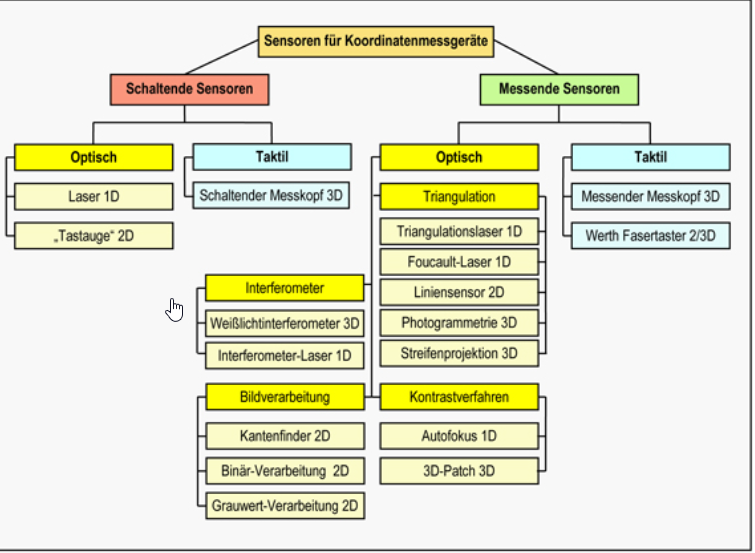 Sensoren für Koordinatenmessgeräte
Schaltende Sensoren
Messende Sensoren
Optisch
Taktil
Optisch
Taktil
Laser 1D
Schaltender Messkopf 3D
Triangulation
Messender Messkopf 3D
„Tastauge“ 2D
Triangulationslaser 1D
Werth Fasertaster 2/3D
Foucault-Laser 1D
Interferometer
Liniensensor 2D
Weißlichtinterferometer 3D
Photogrammetrie 3D
Interferometer-Laser 1D
Streifenprojektion 3D
Bildverarbeitung
Kontrastverfahren
Kantenfinder 2D
Autofokus 1D
Binär-Verarbeitung 2D
3D-Patch 3D
Grauwert-Verarbeitung 2D